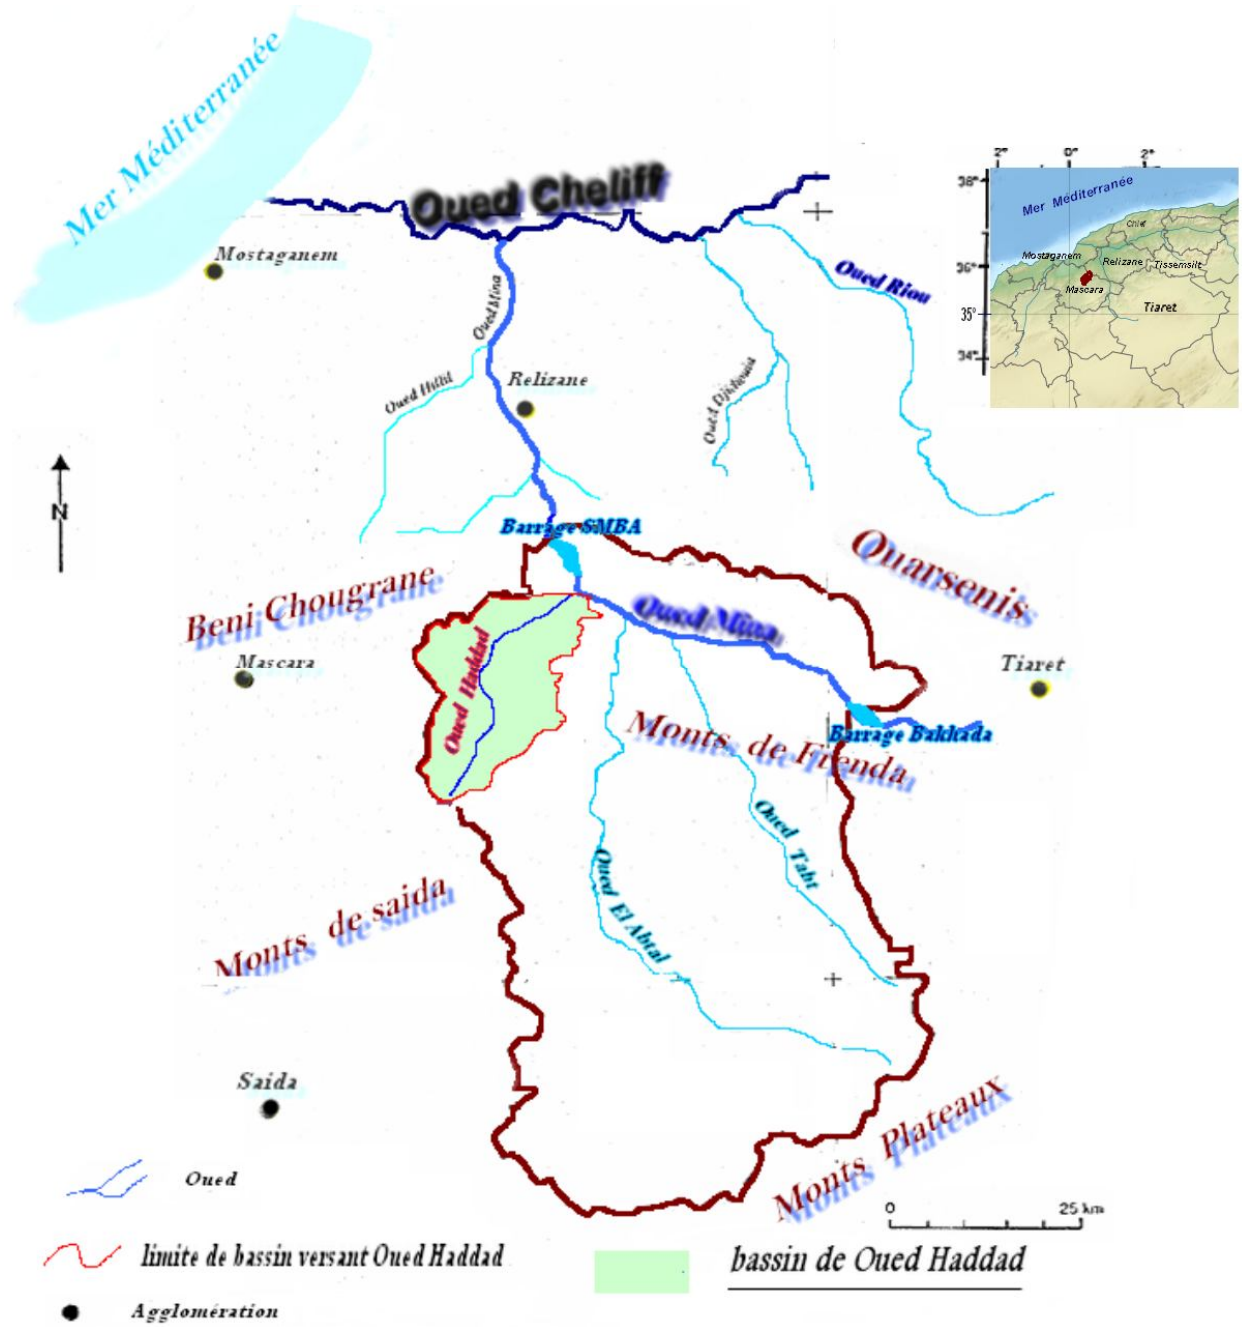 Mer Méditerranée
Oued Cheliff
Mostaganem
Oued Mina
Oued Riou
Oued Hillil
Relizane
Barrage SMBA
Quarsenis
Beni Chougrane
Oued Mina
Mascara
Oued Haddad
Tiaret
Monts de Frenda
Barrage Bakhada
Oued Taht
Oued El Abtal
Monts de saida
Saida
Monts Plateaux
2°
0°
2°
38°
36°
35°
34°
Mer Méditerranée
Chlef
Mostaganem
Relizane
Tissemsilt
Mascara
Tiaret
N
0
25 km
Oued
limite de bassin versant Oued Haddad
bassin de Oued Haddad
Agglomération